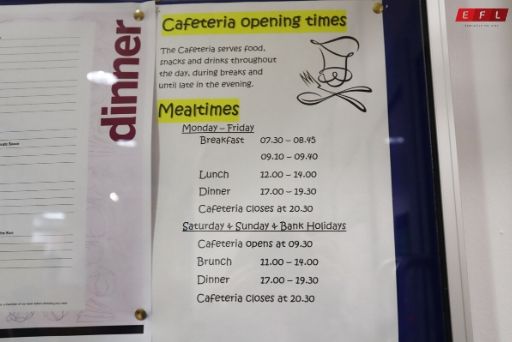 Cafeteria opening times
The Cafeteria serves food,
snacks and drinks throughout
the day, during breaks and
until late in the evening.
Mealtimes
Monday – Friday
Breakfast 07.30 – 08.45
09.10 – 09.40
Lunch 12.00 – 14.00
Dinner 17.00 – 19.30
Cafeteria closes at 20.30
Saturday & Sunday & Bank Holidays
Cafeteria opens at 09.30
Brunch 11.00 – 14.00
Dinner 17.00 – 19.30
Cafeteria closes at 20.30
dinner
EFL